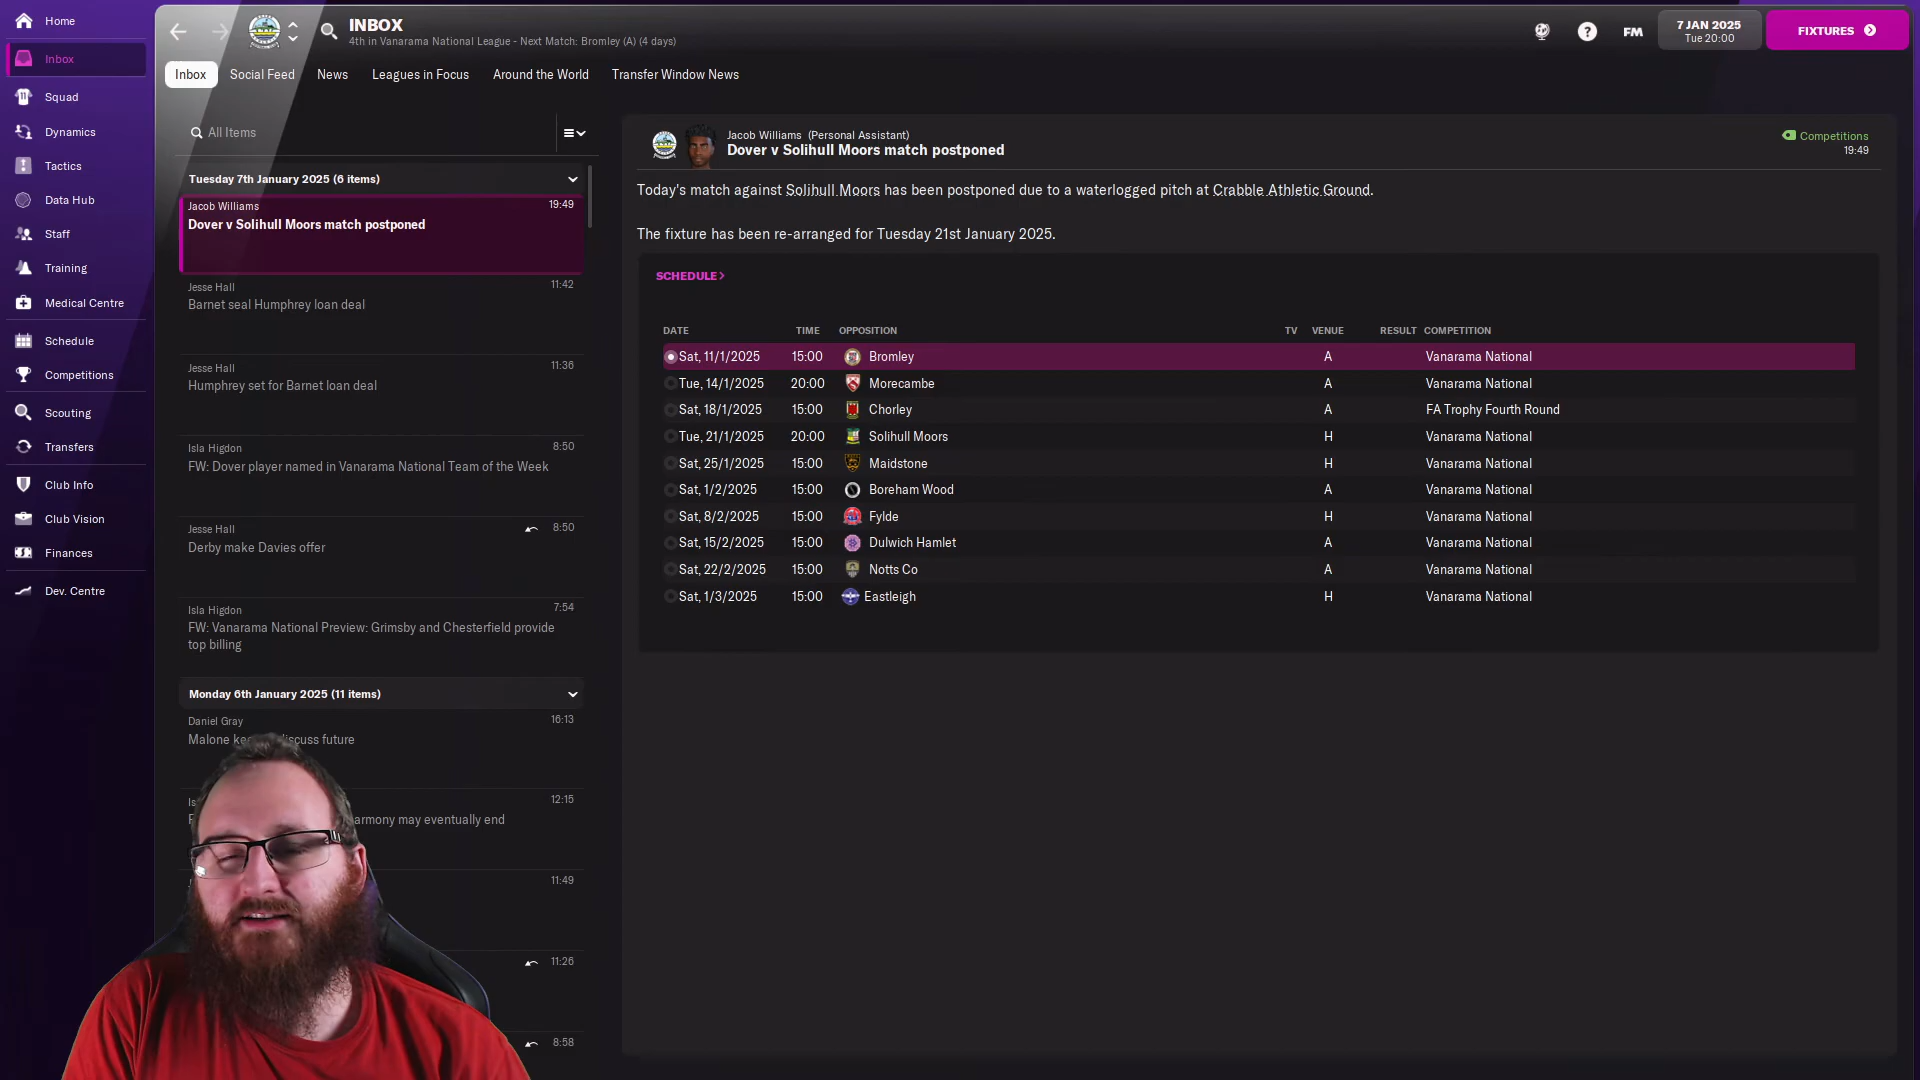 Home
Inbox
Squad
Dynamics
Tactics
Data Hub
Staff
Training
Medical Centre
Schedule
Competitions
Scouting
Transfers
Club Info
Club Vision
Finances
Dev. Centre
INBOX
4th in Vanarama National League - Next Match: Bromley (A) (4 days)
FM
7 JAN 2025
Tue 20:00
FIXTURES
Inbox Social Feed News Leagues in Focus Around the World Transfer Window News
All Items
Tuesday 7th January 2025 (6 items)
Jacob Williams 19:49
Dover v Solihull Moors match postponed
Jesse Hall 11:42
Barnet seal Humphrey loan deal
Jesse Hall 11:36
Humphrey set for Barnet loan deal
Isla Higdon 8:50
FW: Dover player named in Vanarama National Team of the Week
Jesse Hall 8:50
Derby make Davies offer
Isla Higdon 7:54
FW: Vanarama National Preview: Grimsby and Chesterfield provide
top billing
Monday 6th January 2025 (11 items)
Daniel Gray 16:13
Malone discuss future
12:15
may eventually end
11:49
11:26
8:58
Jacob Williams (Personal Assistant)
Dover v Solihull Moors match postponed
Competitions
19:49
Today's match against Solihull Moors has been postponed due to a waterlogged pitch at Crabble Athletic Ground.
The fixture has been re-arranged for Tuesday 21st January 2025.
SCHEDULE >
DATE TIME OPPOSITION TV VENUE RESULT COMPETITION
Sat, 11/1/2025 15:00 Bromley A Vanarama National
Tue, 14/1/2025 20:00 Morecambe A Vanarama National
Sat, 18/1/2025 15:00 Chorley A FA Trophy Fourth Round
Tue, 21/1/2025 20:00 Solihull Moors H Vanarama National
Sat, 25/1/2025 15:00 Maidstone H Vanarama National
Sat, 1/2/2025 15:00 Boreham Wood A Vanarama National
Sat, 8/2/2025 15:00 Fylde H Vanarama National
Sat, 15/2/2025 15:00 Dulwich Hamlet A Vanarama National
Sat, 22/2/2025 15:00 Notts Co A Vanarama National
Sat, 1/3/2025 15:00 Eastleigh H Vanarama National